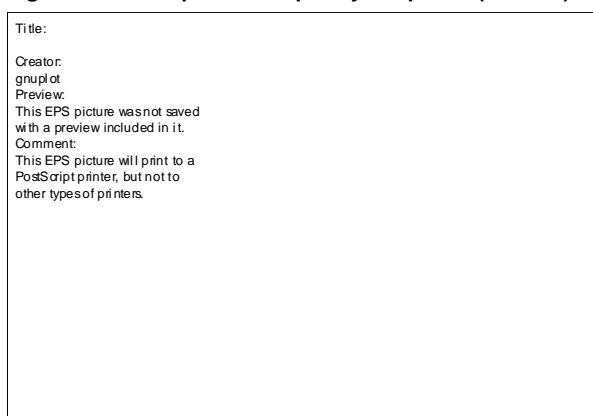 Title:
Creator:
gnuplot
Preview:
This EPS picture was not saved
with a preview included in it.
Comment:
This EPS picture will print to a
PostScript printer, but not to
other types of printers.